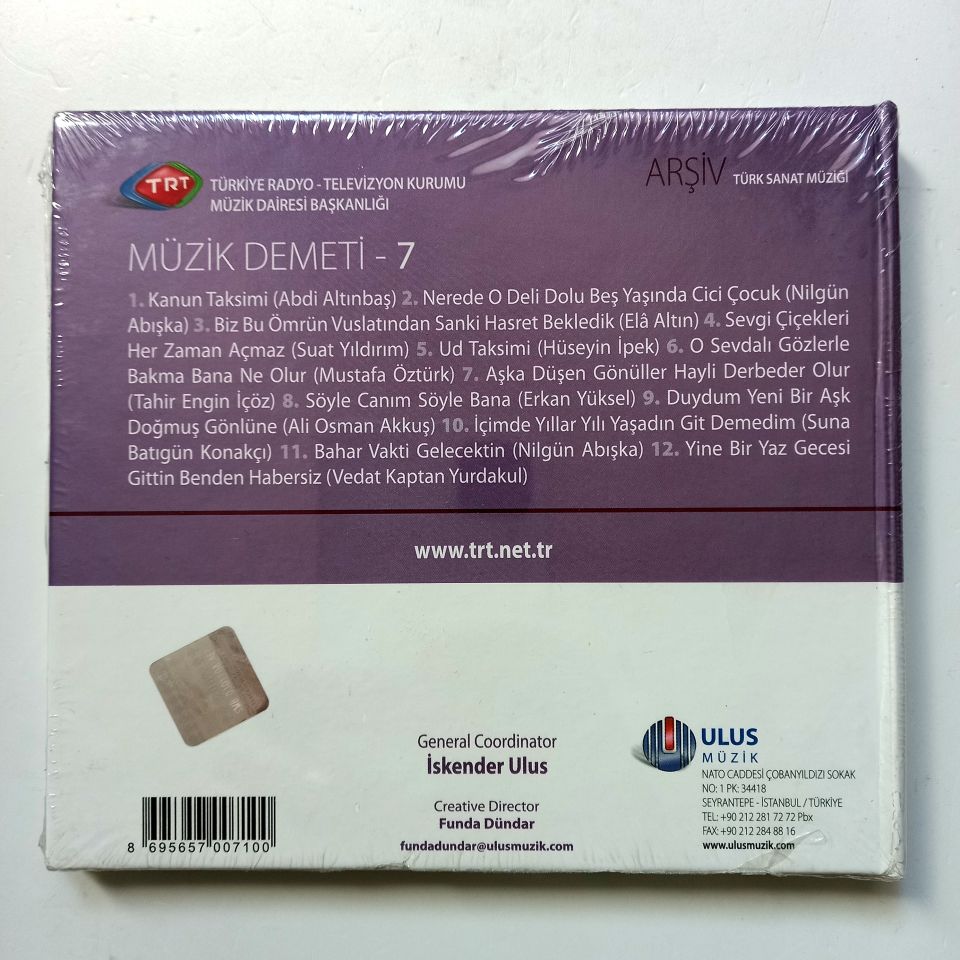 TRT
TÜRKİYE RADYO - TELEVİZYON KURUMU
MÜZİK DAİRESİ BAŞKANLIĞI
ARŞİV TÜRK SANAT MÜZİĞİ
MÜZİK DEMETİ - 7
1. Kanun Taksimi (Abdi Altınbaş) 2. Nerede O Deli Dolu Beş Yaşında Cici Çocuk (Nilgün
Abışka) 3. Biz Bu Ömrün Vuslatından Sanki Hasret Bekledik (Elâ Altın) 4. Sevgi Çiçekleri
Her Zaman Açmaz (Suat Yıldırım) 5. Ud Taksimi (Hüseyin İpek) 6. O Sevdalı Gözlerle
Bakma Bana Ne Olur (Mustafa Öztürk) 7. Aşka Düşen Gönüller Hayli Derbeder Olur
(Tahir Engin İçöz) 8. Söyle Canım Söyle Bana (Erkan Yüksel) 9. Duydum Yeni Bir Aşk
Doğmuş Gönlüne (Ali Osman Akkuş) 10. İçimde Yıllar Yılı Yaşadın Git Demedim (Suna
Batıgün Konakçı) 11. Bahar Vakti Gelecektin (Nilgün Abışka) 12. Yine Bir Yaz Gecesi
Gittin Benden Habersiz (Vedat Kaptan Yurdakul)
www.trt.net.tr
General Coordinator
İskender Ulus
Creative Director
Funda Dündar
fundadundar@ulusmuzik.com
ULUS
MÜZİK
NATO CADDESİ ÇOBANYILDIZI SOKAK
NO: 1 PK: 34418
SEYRANTEPE - İSTANBUL / TÜRKİYE
TEL: +90 212 281 72 72 Pbx
FAX: +90 212 284 88 16
www.ulusmuzik.com
8 695657 007100